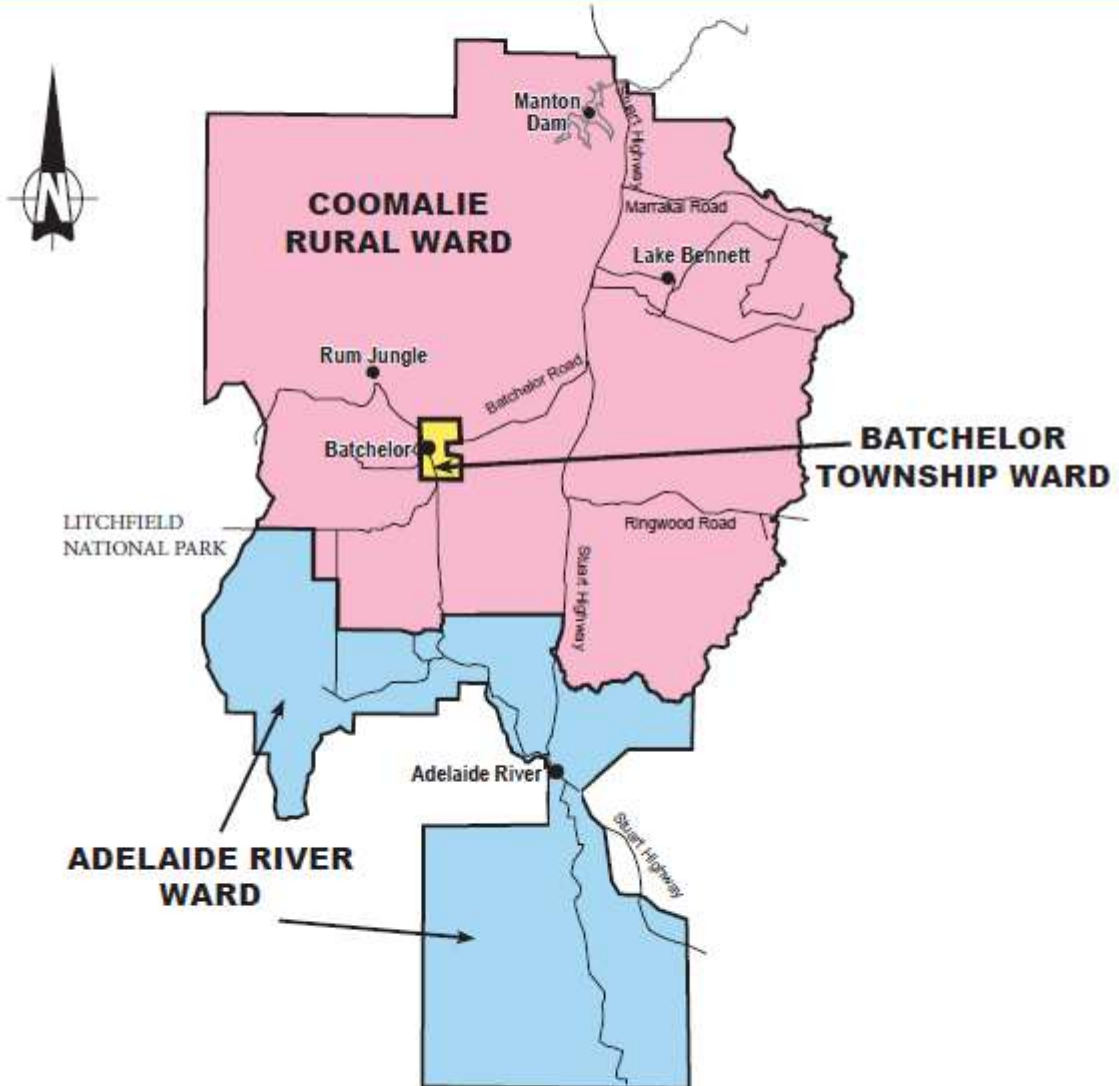 Manton
Dam
Stuart Highway
COOMALIE
RURAL WARD
Marrakai Road
Lake Bennett
N
Rum Jungle
Batchelor Road
Batchelor
BATCHELOR
TOWNSHIP WARD
LITCHFIELD
NATIONAL PARK
Ringwood Road
Stuart Highway
Adelaide River
Stuart Highway
ADELAIDE RIVER
WARD